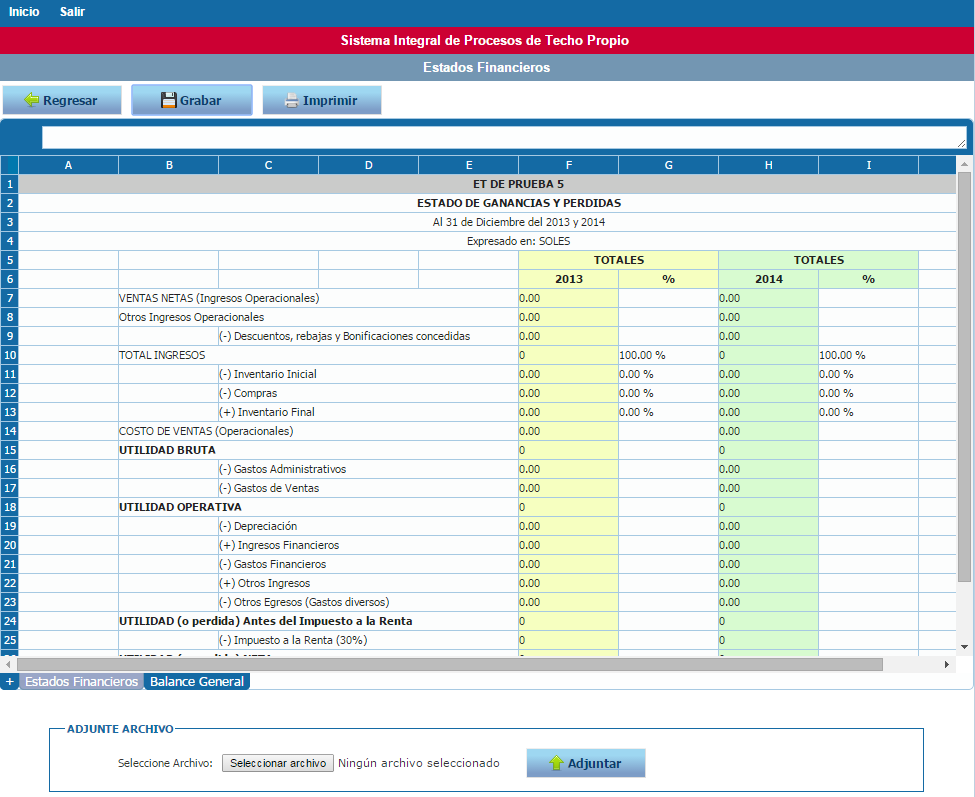 Inicio Salir
Sistema Integral de Procesos de Techo Propio
Estados Financieros
Regresar Grabar Imprimir
A B C D E F G H I
1 ET DE PRUEBA 5
2 ESTADO DE GANANCIAS Y PERDIDAS
3 Al 31 de Diciembre del 2013 y 2014
4 Expresado en: SOLES
5 TOTALES TOTALES
6 2013 % 2014 %
7 VENTAS NETAS (Ingresos Operacionales) 0.00 0.00
8 Otros Ingresos Operacionales 0.00 0.00
9 (-) Descuentos, rebajas y Bonificaciones concedidas 0.00 0.00
10 TOTAL INGRESOS 0 100.00 % 0 100.00 %
11 (-) Inventario Inicial 0.00 0.00 % 0.00 0.00 %
12 (-) Compras 0.00 0.00 % 0.00 0.00 %
13 (+) Inventario Final 0.00 0.00 % 0.00 0.00 %
14 COSTO DE VENTAS (Operacionales) 0.00 0.00
15 UTILIDAD BRUTA 0 0
16 (-) Gastos Administrativos 0.00 0.00
17 (-) Gastos de Ventas 0.00 0.00
18 UTILIDAD OPERATIVA 0 0
19 (-) Depreciación 0.00 0.00
20 (+) Ingresos Financieros 0.00 0.00
21 (-) Gastos Financieros 0.00 0.00
22 (+) Otros Ingresos 0.00 0.00
23 (-) Otros Egresos (Gastos diversos) 0.00 0.00
24 UTILIDAD (o perdida) Antes del Impuesto a la Renta 0 0
25 (-) Impuesto a la Renta (30%) 0 0
+ Estados Financieros Balance General
ADJUNTE ARCHIVO
Seleccione Archivo: Seleccionar archivo Ningún archivo seleccionado Adjuntar